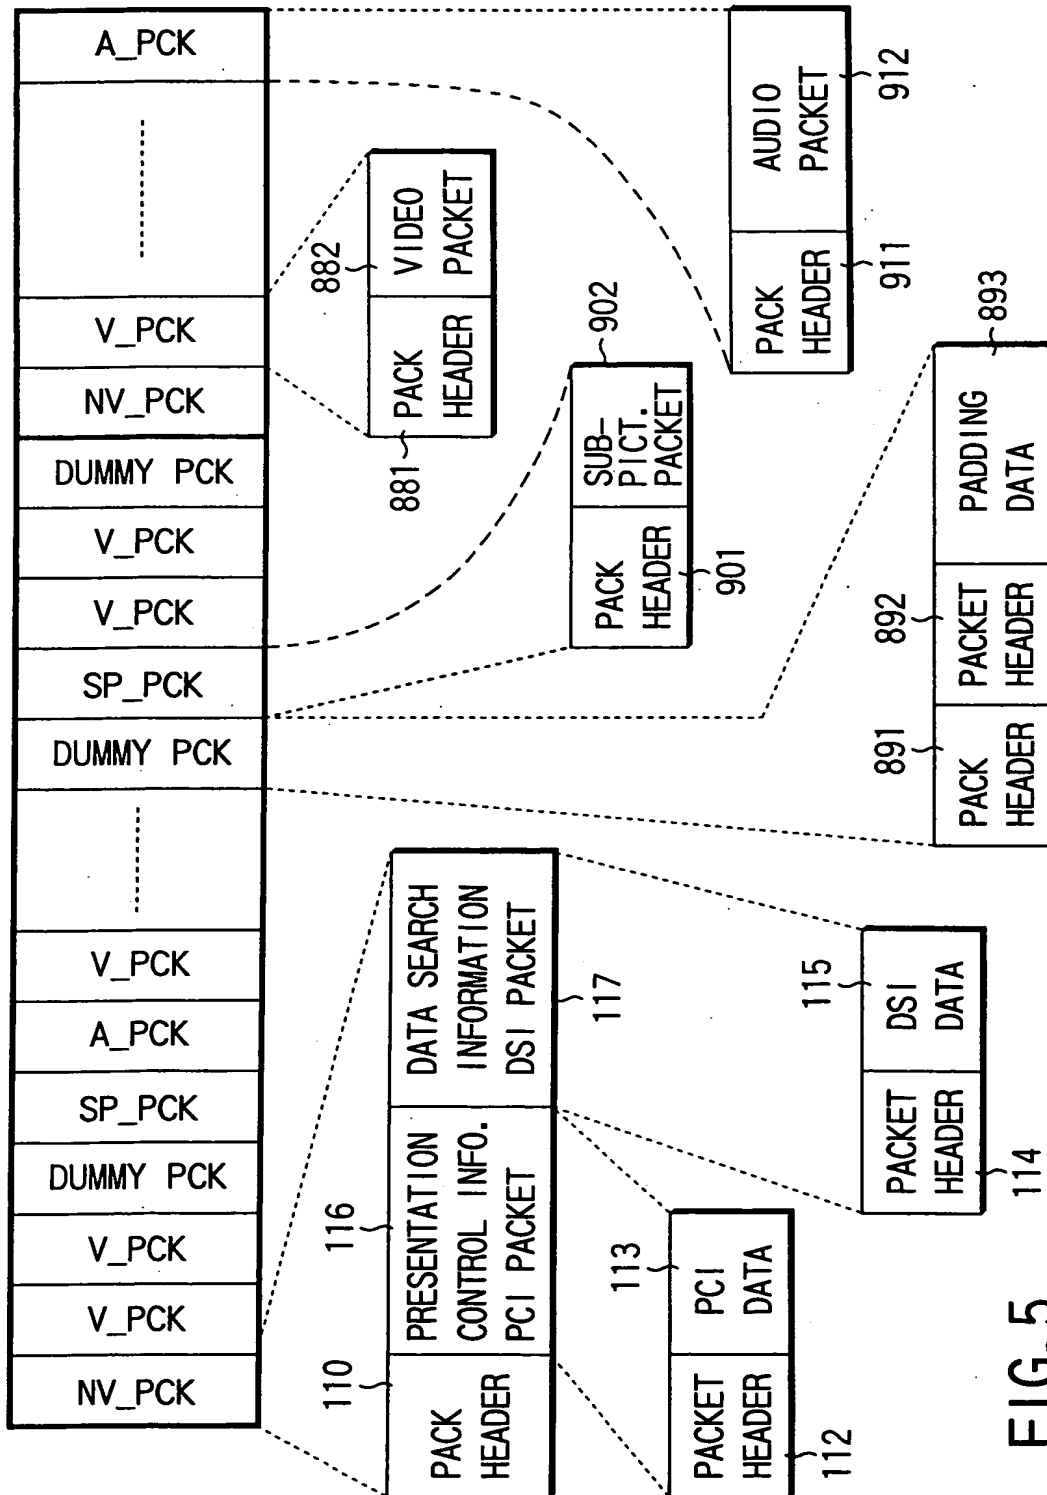 NV_PCK
V_PCK
V_PCK
DUMMY PCK
SP_PCK
A_PCK
V_PCK
DUMMY PCK
SP_PCK
V_PCK
V_PCK
DUMMY PCK
NV_PCK
V_PCK
A_PCK
110
PACK
HEADER
116
PRESENTATION
CONTROL INFO.
PCI PACKET
DATA SEARCH
INFORMATION
DSI PACKET
117
881
PACK
HEADER
882
VIDEO
PACKET
PACK
HEADER
901
SUB-
PICT.
PACKET
902
PACKET
HEADER
112
113
PCI
DATA
PACK
HEADER
911
AUDIO
PACKET
912
PACKET
HEADER
114
115
DSI
DATA
891
PACK
HEADER
892
PACKET
HEADER
PADDING
DATA
893
FIG. 5